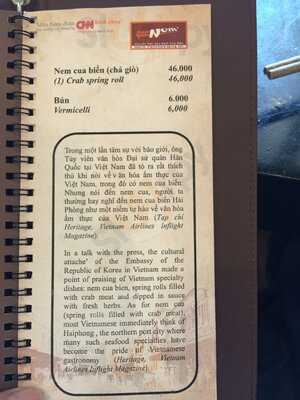 CNN
Nem cua biển (chả giò) 46.000
(1) Crab spring roll 46,000
Bún 6.000
Vermicelli 6,000
Trong một lần tâm sự với báo giới, ông
Tùy viên văn hóa Đại sứ quán Hàn
Quốc tại Việt Nam đã tỏ ra rất thích
thú khi nói về văn hóa ẩm thực của
Việt Nam, trong đó có nem cua biển.
Nhưng nói đến nem cua, người ta
thường hay nghĩ đến nem cua biển Hải
Phòng như một niềm tự hào về văn hóa
ẩm thực của Việt Nam (Tạp chí
Heritage, Vietnam Airlines Inflight
Magazine).
In a talk with the press, the cultural
attache' of the Embassy of the
Republic of Korea in Vietnam made a
point of praising of Vietnam specialty
dishes: nem cua bien, spring rolls filled
with crab meat and dipped in sauce
with fresh herbs. As for nem cab
(spring rolls filled with crab meat),
most Vietnamese immediately think of
Haiphong, the northern port city where
many such seafood specialties have
become the pride of Vietnamese
gastronomy (Heritage, Vietnam
Airlines Inflight Magazine).